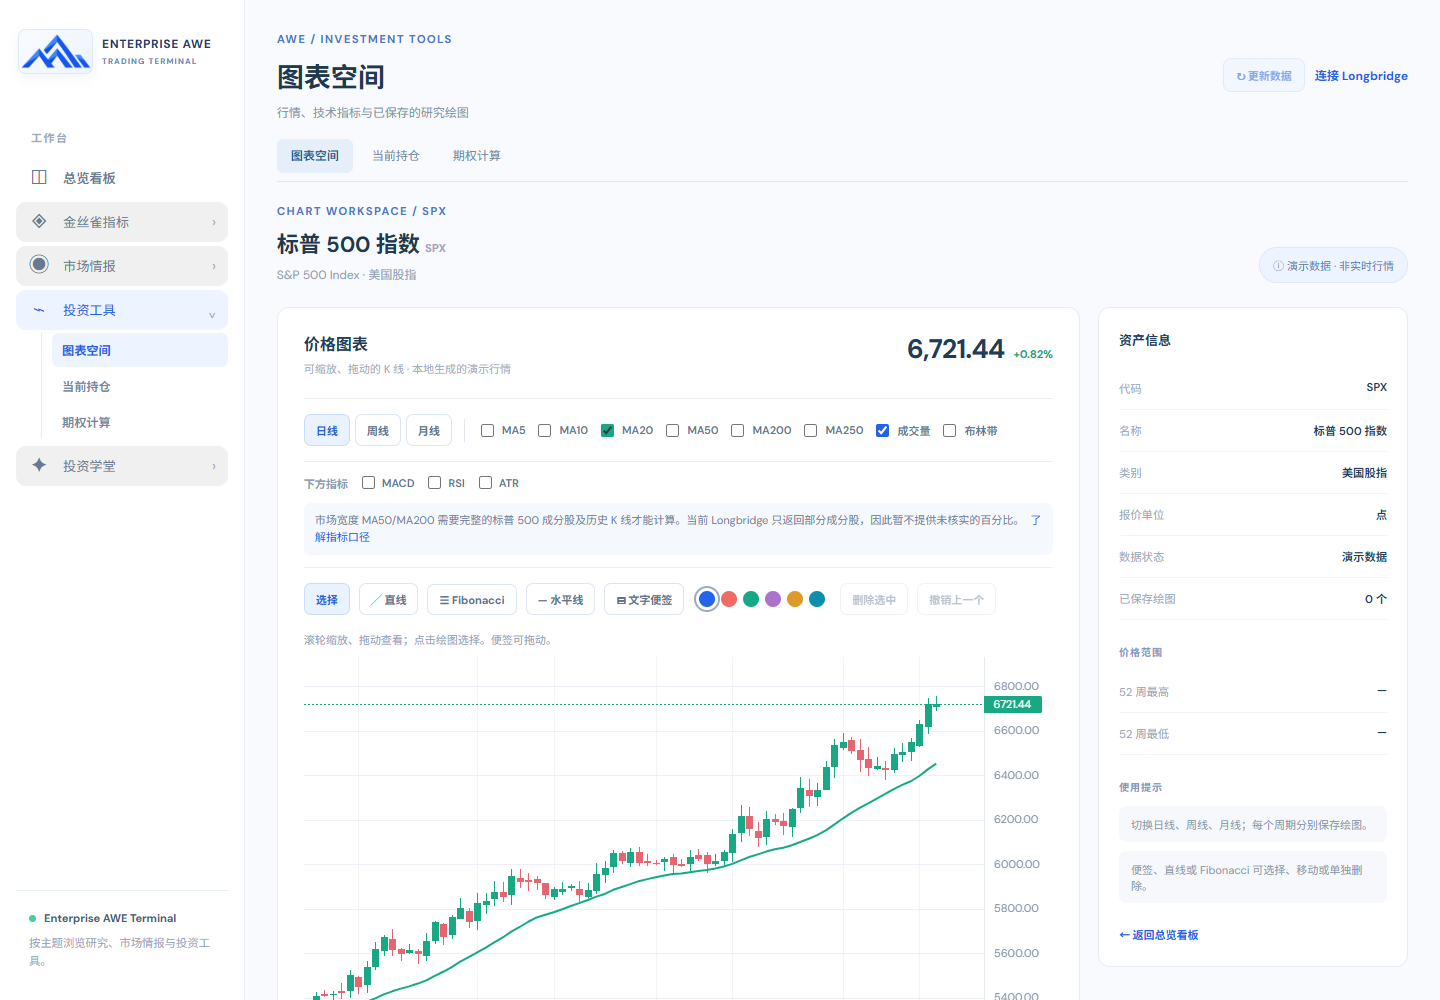 ENTERPRISE AWE
TRADING TERMINAL
工作台
总览看板
金丝雀指标 ›
市场情报 ›
投资工具
图表空间
当前持仓
期权计算
投资学堂 ›
Enterprise AWE Terminal
按主题浏览研究、市场情报与投资工
具。
AWE / INVESTMENT TOOLS
图表空间
行情、技术指标与已保存的研究绘图
↻ 更新数据 连接 Longbridge
图表空间 当前持仓 期权计算
CHART WORKSPACE / SPX
标普 500 指数 SPX
S&P 500 Index · 美国股指
ⓘ 演示数据 · 非实时行情
价格图表
可缩放、拖动的 K 线 · 本地生成的演示行情
6,721.44 +0.82%
日线 周线 月线 MA5 MA10 MA20 MA50 MA200 MA250 成交量 布林带
下方指标 MACD RSI ATR
市场宽度 MA50/MA200 需要完整的标普 500 成分股及历史 K 线才能计算。当前 Longbridge 只返回部分成分股，因此暂不提供未核实的百分比。 了
解指标口径
选择 直线 Fibonacci 水平线 文字便签 删除选中 撤销上一个
滚轮缩放、拖动查看；点击绘图选择。便签可拖动。
6800.00
6721.44
6600.00
6400.00
6200.00
6000.00
5800.00
5600.00
5400.00
资产信息
代码 SPX
名称 标普 500 指数
类别 美国股指
报价单位 点
数据状态 演示数据
已保存绘图 0 个
价格范围
52 周最高 —
52 周最低 —
使用提示
切换日线、周线、月线；每个周期分别保存绘图。
便签、直线或 Fibonacci 可选择、移动或单独删
除。
← 返回总览看板